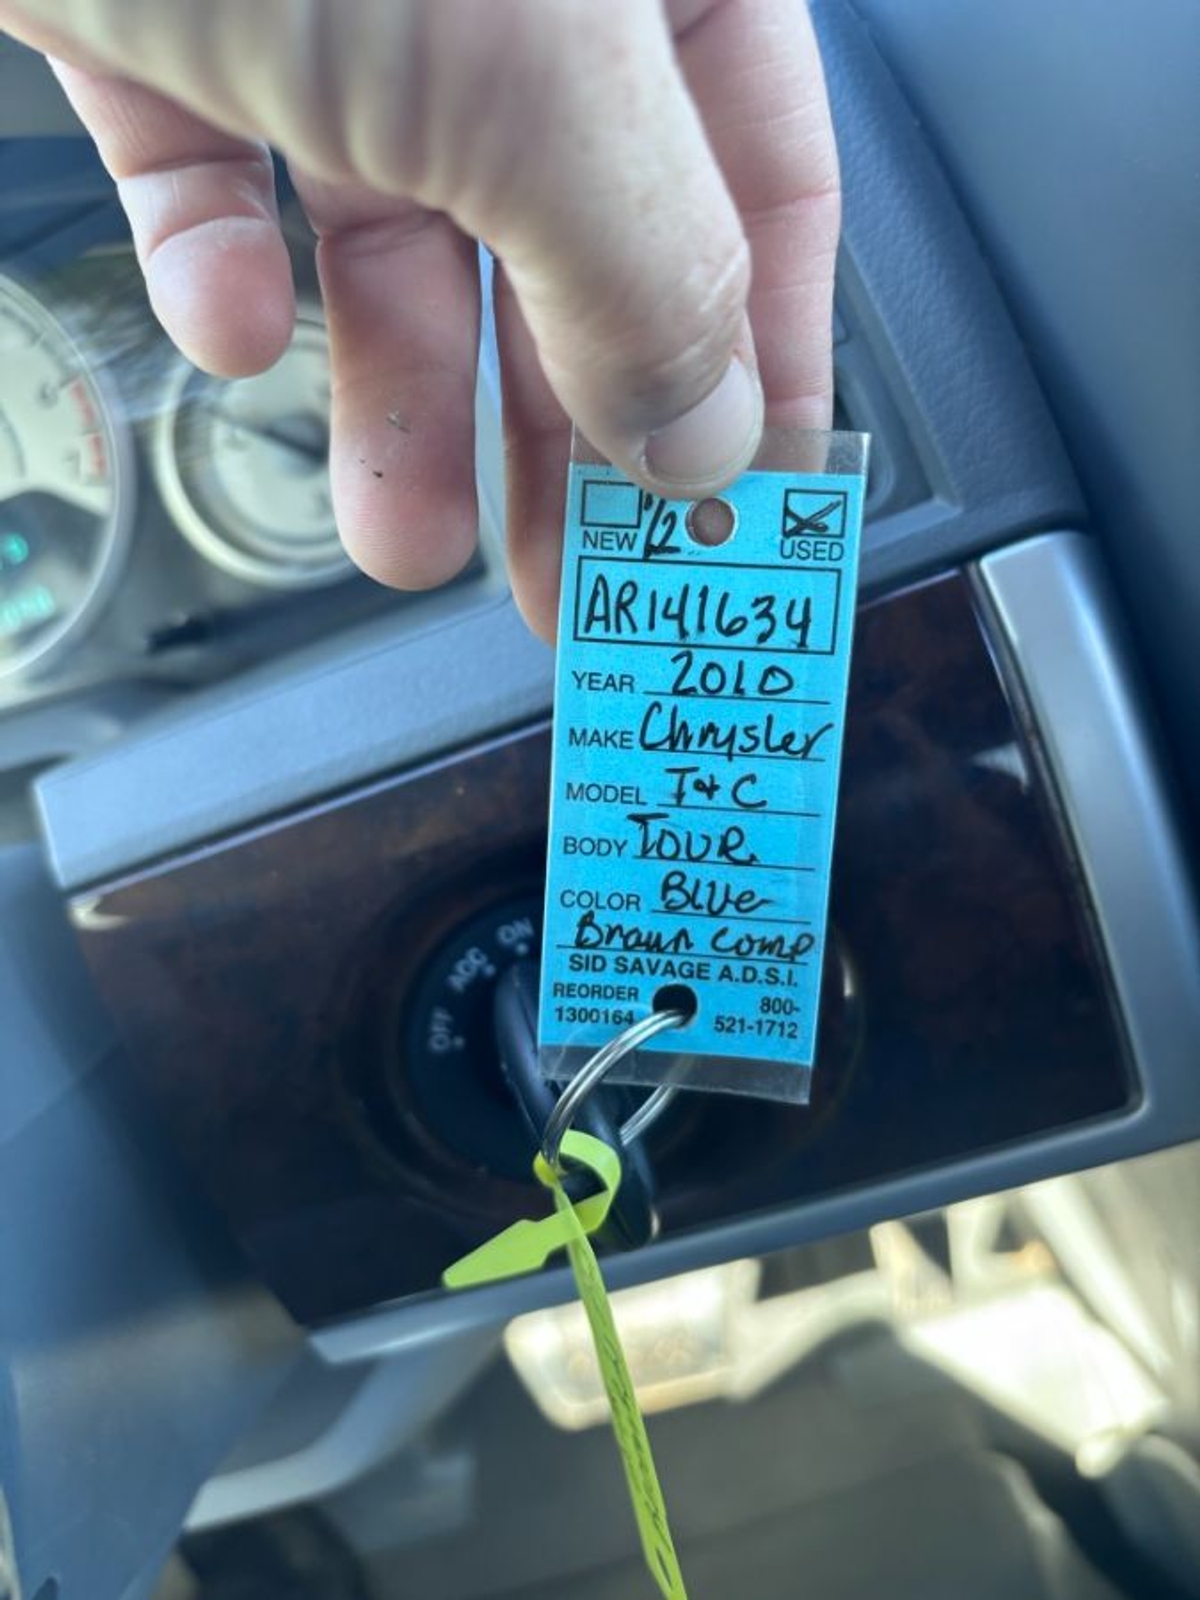 NEW 1/2 USED
AR141634
YEAR 2010
MAKE Chrysler
MODEL T&C
BODY TOUR.
COLOR Blue
Braun comp
SID SAVAGE A.D.S.I.
REORDER 800-
1300164 521-1712
ON
ACC
OFF